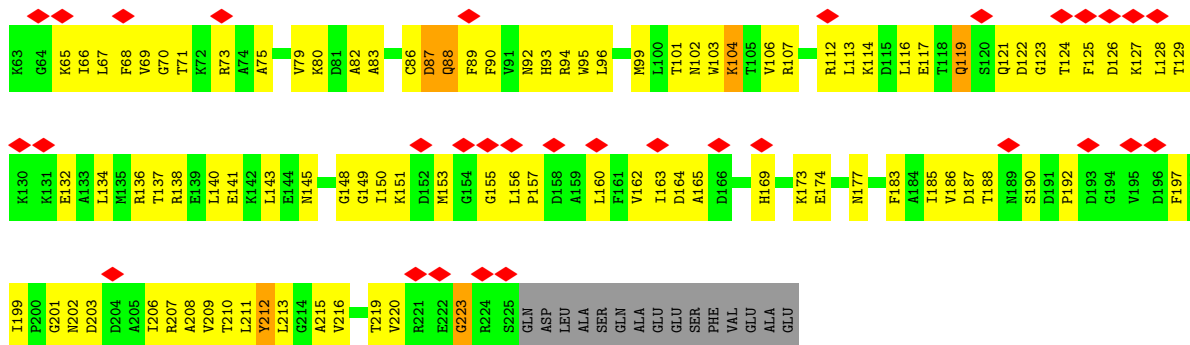 K63 G64 K65 I66 L67 F68 V69 G70 T71 K72 R73 A74 A75 V79 K80 D81 A82 A83 C86 D87 Q88 F89 F90 V91 N92 H93 R94 W95 L96 M99 L100 T101 N102 W103 K104 T105 V106 R107 R112 L113 K114 D115 L116 E117 T118 Q119 S120 Q121 D122 G123 T124 F125 D126 K127 L128 T129
K130 K131 E132 A133 L134 M135 R136 T137 R138 E139 L140 E141 K142 L143 E144 N145 G148 G149 I150 K151 D152 M153 G154 G155 L156 P157 D158 A159 L160 F161 V162 I163 D164 A165 D166 H169 K173 E174 N177 F183 A184 I185 V186 D187 T188 N189 S190 D191 P192 D193 G194 V195 D196 F197
I199 P200 G201 N202 D203 D204 A205 I206 R207 A208 V209 T210 L211 Y212 L213 G214 A215 V216 T219 V220 R221 E222 G223 R224 S225 GLN ASP LEU ALA SER GLN ALA GLU GLU SER PHE VAL GLU ALA GLU